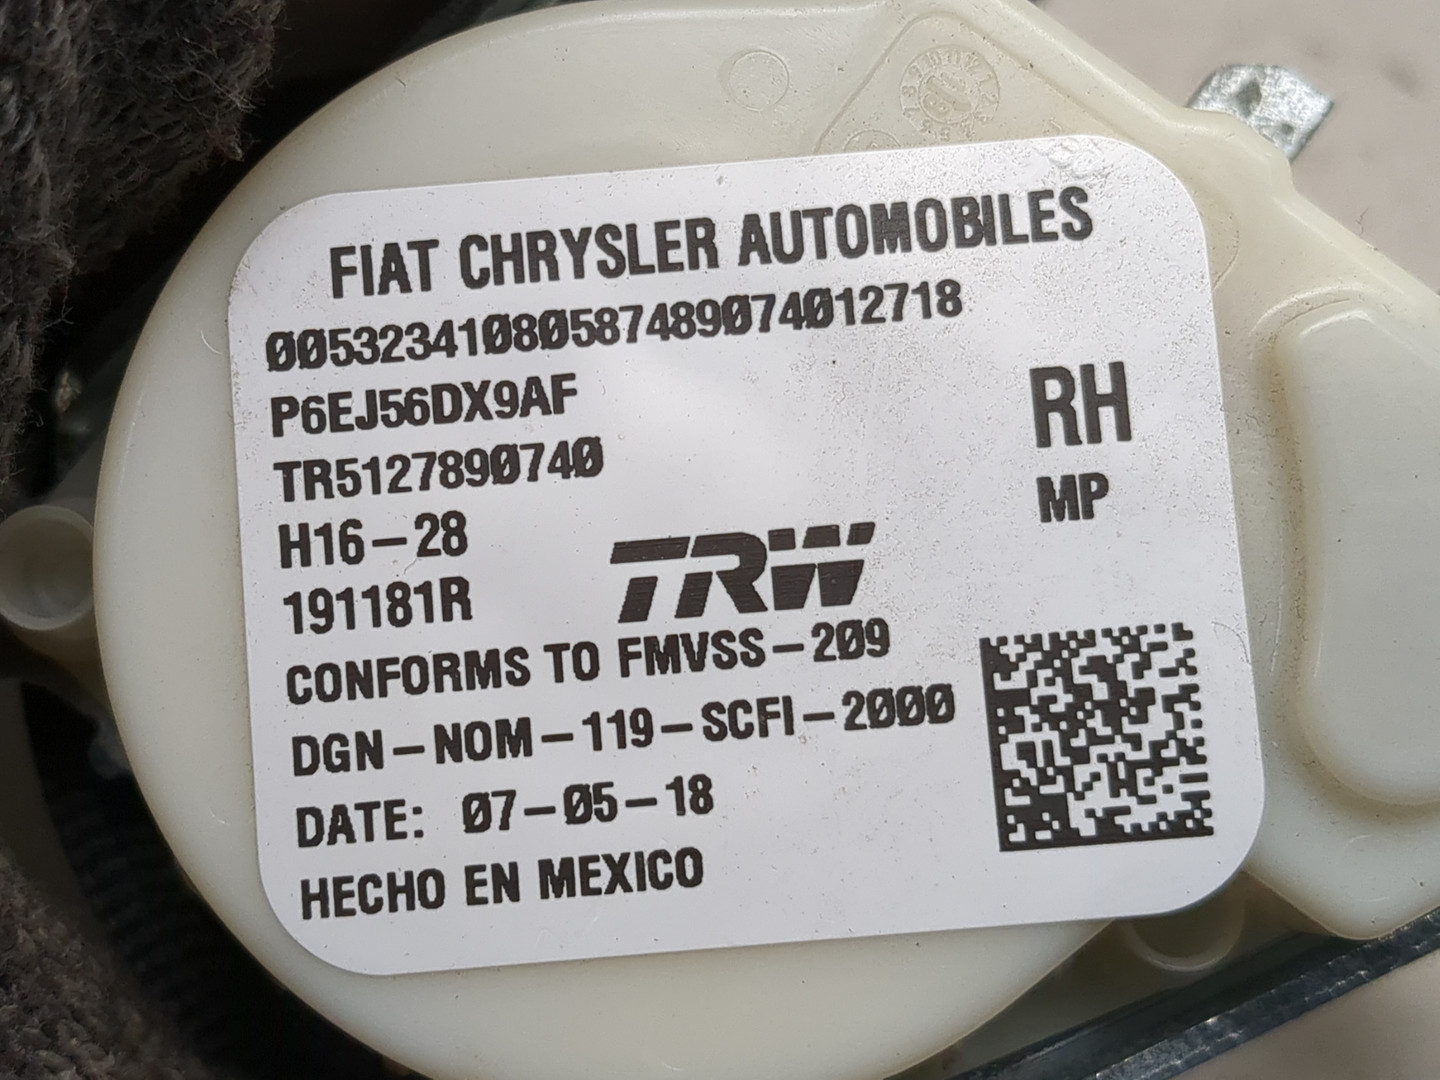 FIAT CHRYSLER AUTOMOBILES
00532341080587489074012718
P6EJ56DX9AF
TR5127890740
H16-28
191181R
RH
MP
TRW
CONFORMS TO FMVSS-209
DGN-NOM-119-SCFI-2000
DATE: 07-05-18
HECHO EN MEXICO